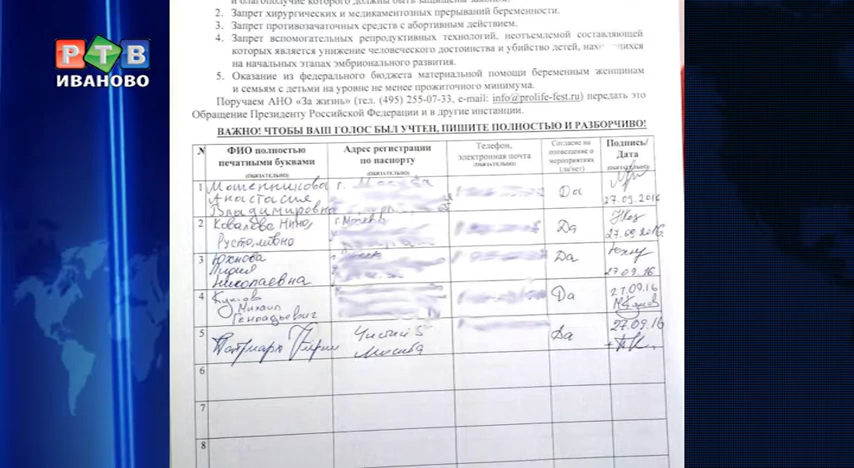 РТВ
ИВАНОВО
и благополучие которого должны быть защищены законом.
2. Запрет хирургических и медикаментозных прерываний беременности.
3. Запрет противозачаточных средств с абортивным действием.
4. Запрет вспомогательных репродуктивных технологий, неотъемлемой составляющей
которых является унижение человеческого достоинства и убийство детей, находящихся
на начальных этапах эмбрионального развития.
5. Оказание из федерального бюджета материальной помощи беременным женщинам
и семьям с детьми на уровне не менее прожиточного минимума.
Поручаем АНО «За жизнь» (тел. (495) 255-07-33, e-mail: info@prolife-fest.ru) передать это
Обращение Президенту Российской Федерации и в другие инстанции.
ВАЖНО! ЧТОБЫ ВАШ ГОЛОС БЫЛ УЧТЕН, ПИШИТЕ ПОЛНОСТЬЮ И РАЗБОРЧИВО!
N
ФИО полностью
печатными буквами
(ОБЯЗАТЕЛЬНО)
Адрес регистрации
по паспорту
(ОБЯЗАТЕЛЬНО)
Телефон,
электронная почта
(ОБЯЗАТЕЛЬНО)
Согласие на
оповещение о
мероприятиях
(да/нет)
Подпись/
Дата
(ОБЯЗАТЕЛЬНО)
1
Мошенникова
Анастасия
Владимировна
г. Москва
Да
27.09.2016
2
Ковалева Нина
Рустамовна
г. Москва
Да
27.09.2016
3
Юхнова
Лидия
Николаевна
Да
27.09.16
4
Михаил
Геннадьевич
Да
27.09.16
5
Патриарх Кирилл
Чистый 5
Москва
Да
27.09.16
6
7
8